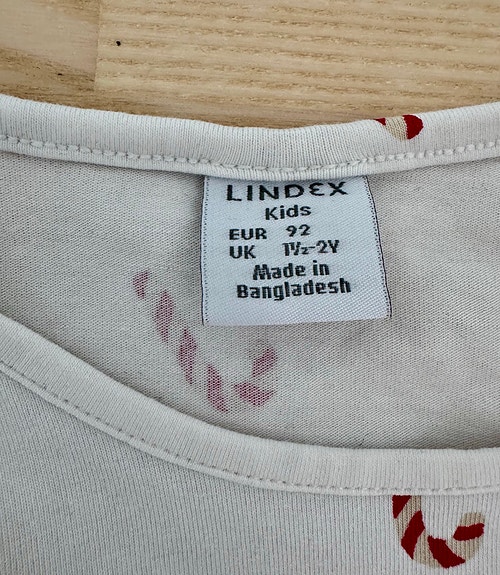 LINDEX
Kids
EUR 92
UK 1½-2Y
Made in
Bangladesh